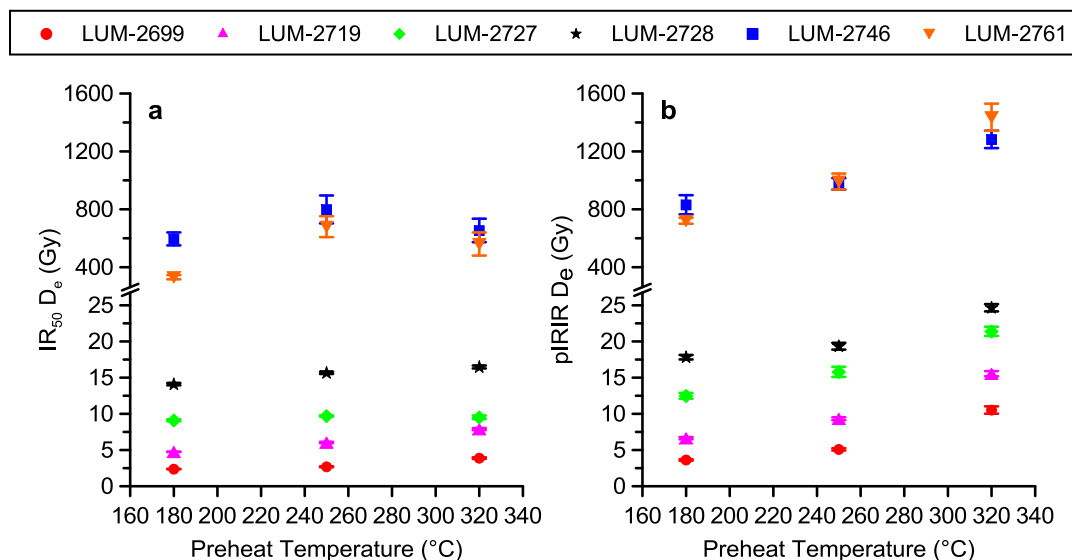 LUM-2699 LUM-2719 LUM-2727 LUM-2728 LUM-2746 LUM-2761
a
IR₅₀ Dₑ (Gy)
1600
1200
800
400
25
20
15
10
5
0
160 180 200 220 240 260 280 300 320 340
Preheat Temperature (°C)
b
pIRIR De (Gy)
1600
1200
800
400
25
20
15
10
5
0
160 180 200 220 240 260 280 300 320 340
Preheat Temperature (°C)